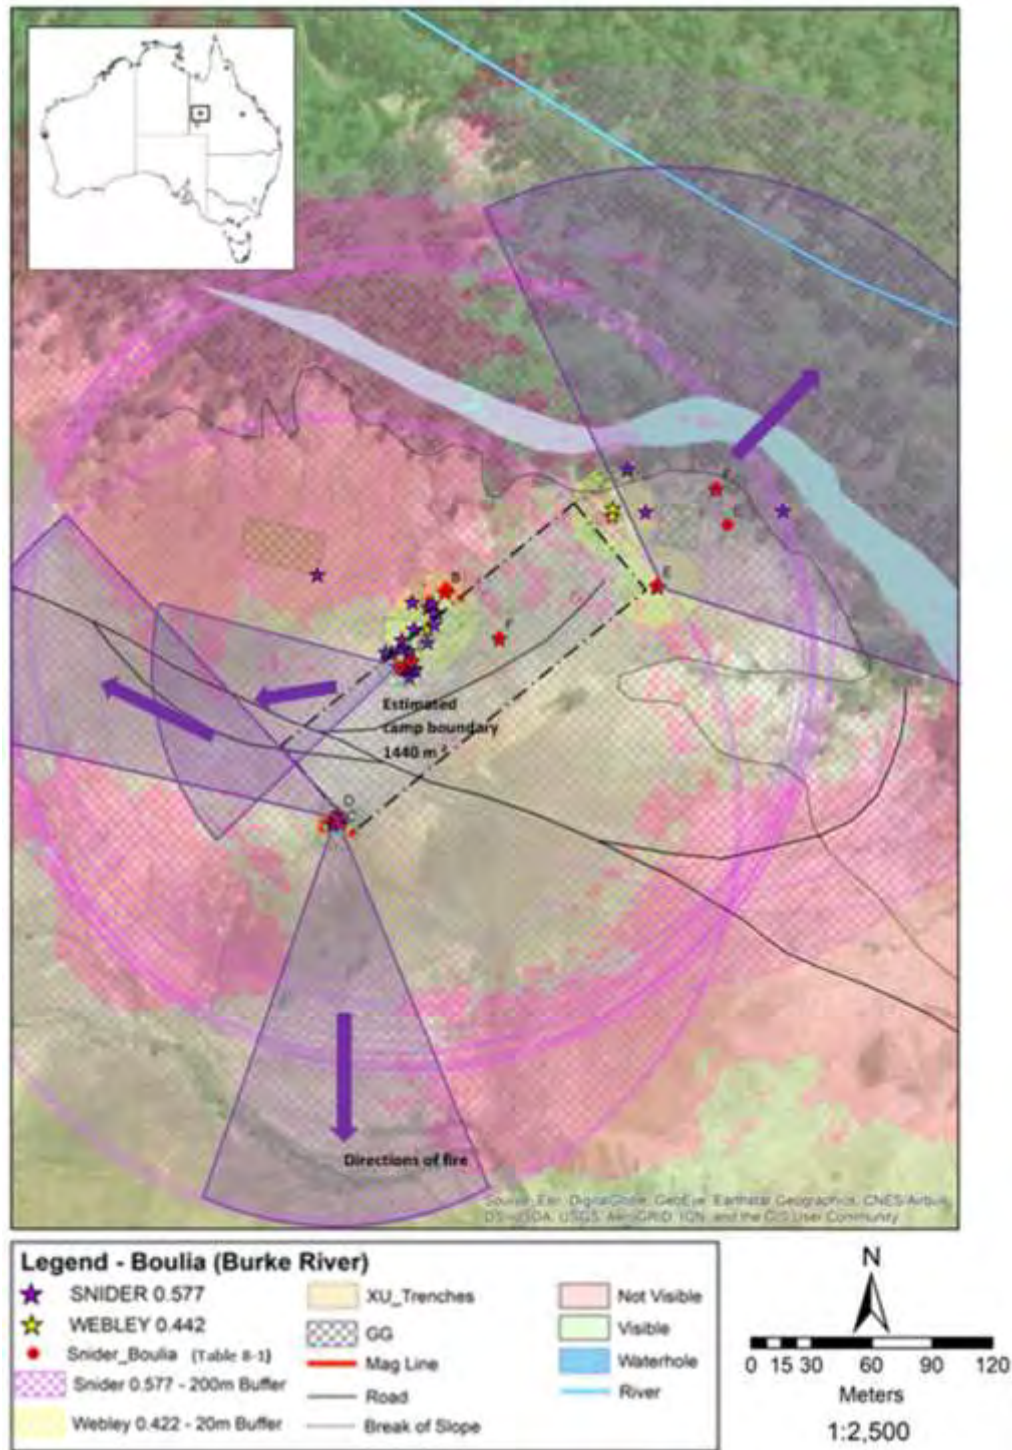 B
E
F
Estimated
camp boundary
1440 m²
D
C
Directions of fire
Source: Esri, DigitalGlobe, GeoEye, Earthstar Geographics, CNES/Airbus
DS, USDA, USGS, AeroGRID, IGN, and the GIS User Community
Legend - Boulia (Burke River)
SNIDER 0.577
WEBLEY 0.442
Snider_Boulia (Table 8-1)
Snider 0.577 - 200m Buffer
Webley 0.422 - 20m Buffer
XU_Trenches
GG
Mag Line
Road
Break of Slope
Not Visible
Visible
Waterhole
River
N
0 15 30 60 90 120
Meters
1:2,500